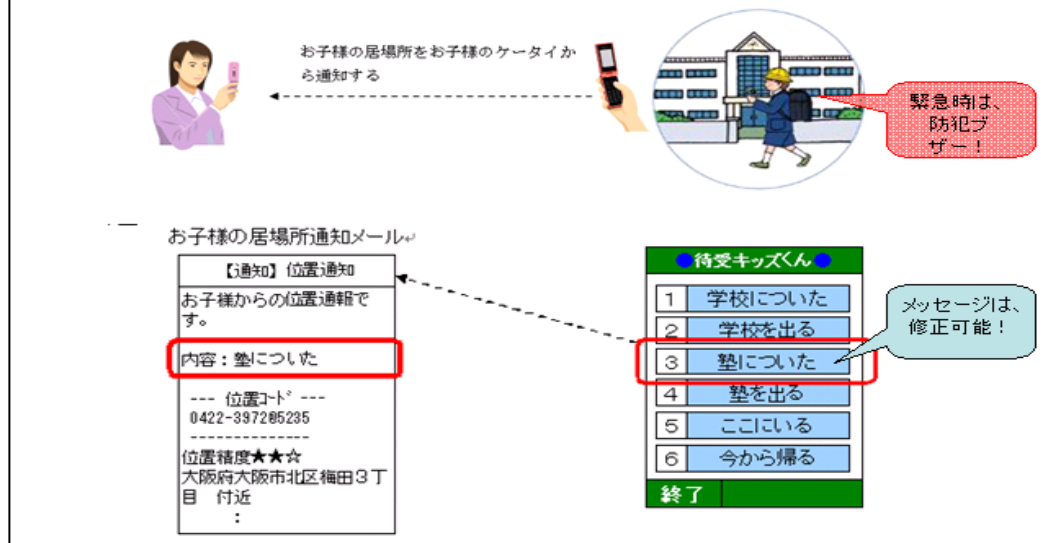 お子様の居場所をお子様のケータイか
ら通知する
緊急時は、
防犯ブ
ザー！
お子様の居場所通知メール
【通知】位置通知
お子様からの位置通報で
す。
内容：塾についた
--- 位置ｺｰﾄﾞ ---
0422-397285235
--------------
位置精度★★☆
大阪府大阪市北区梅田３丁
目　付近
：
●待受キッズくん●
1 学校についた
2 学校を出る
3 塾についた
4 塾を出る
5 ここにいる
6 今から帰る
終了
メッセージは、
修正可能！